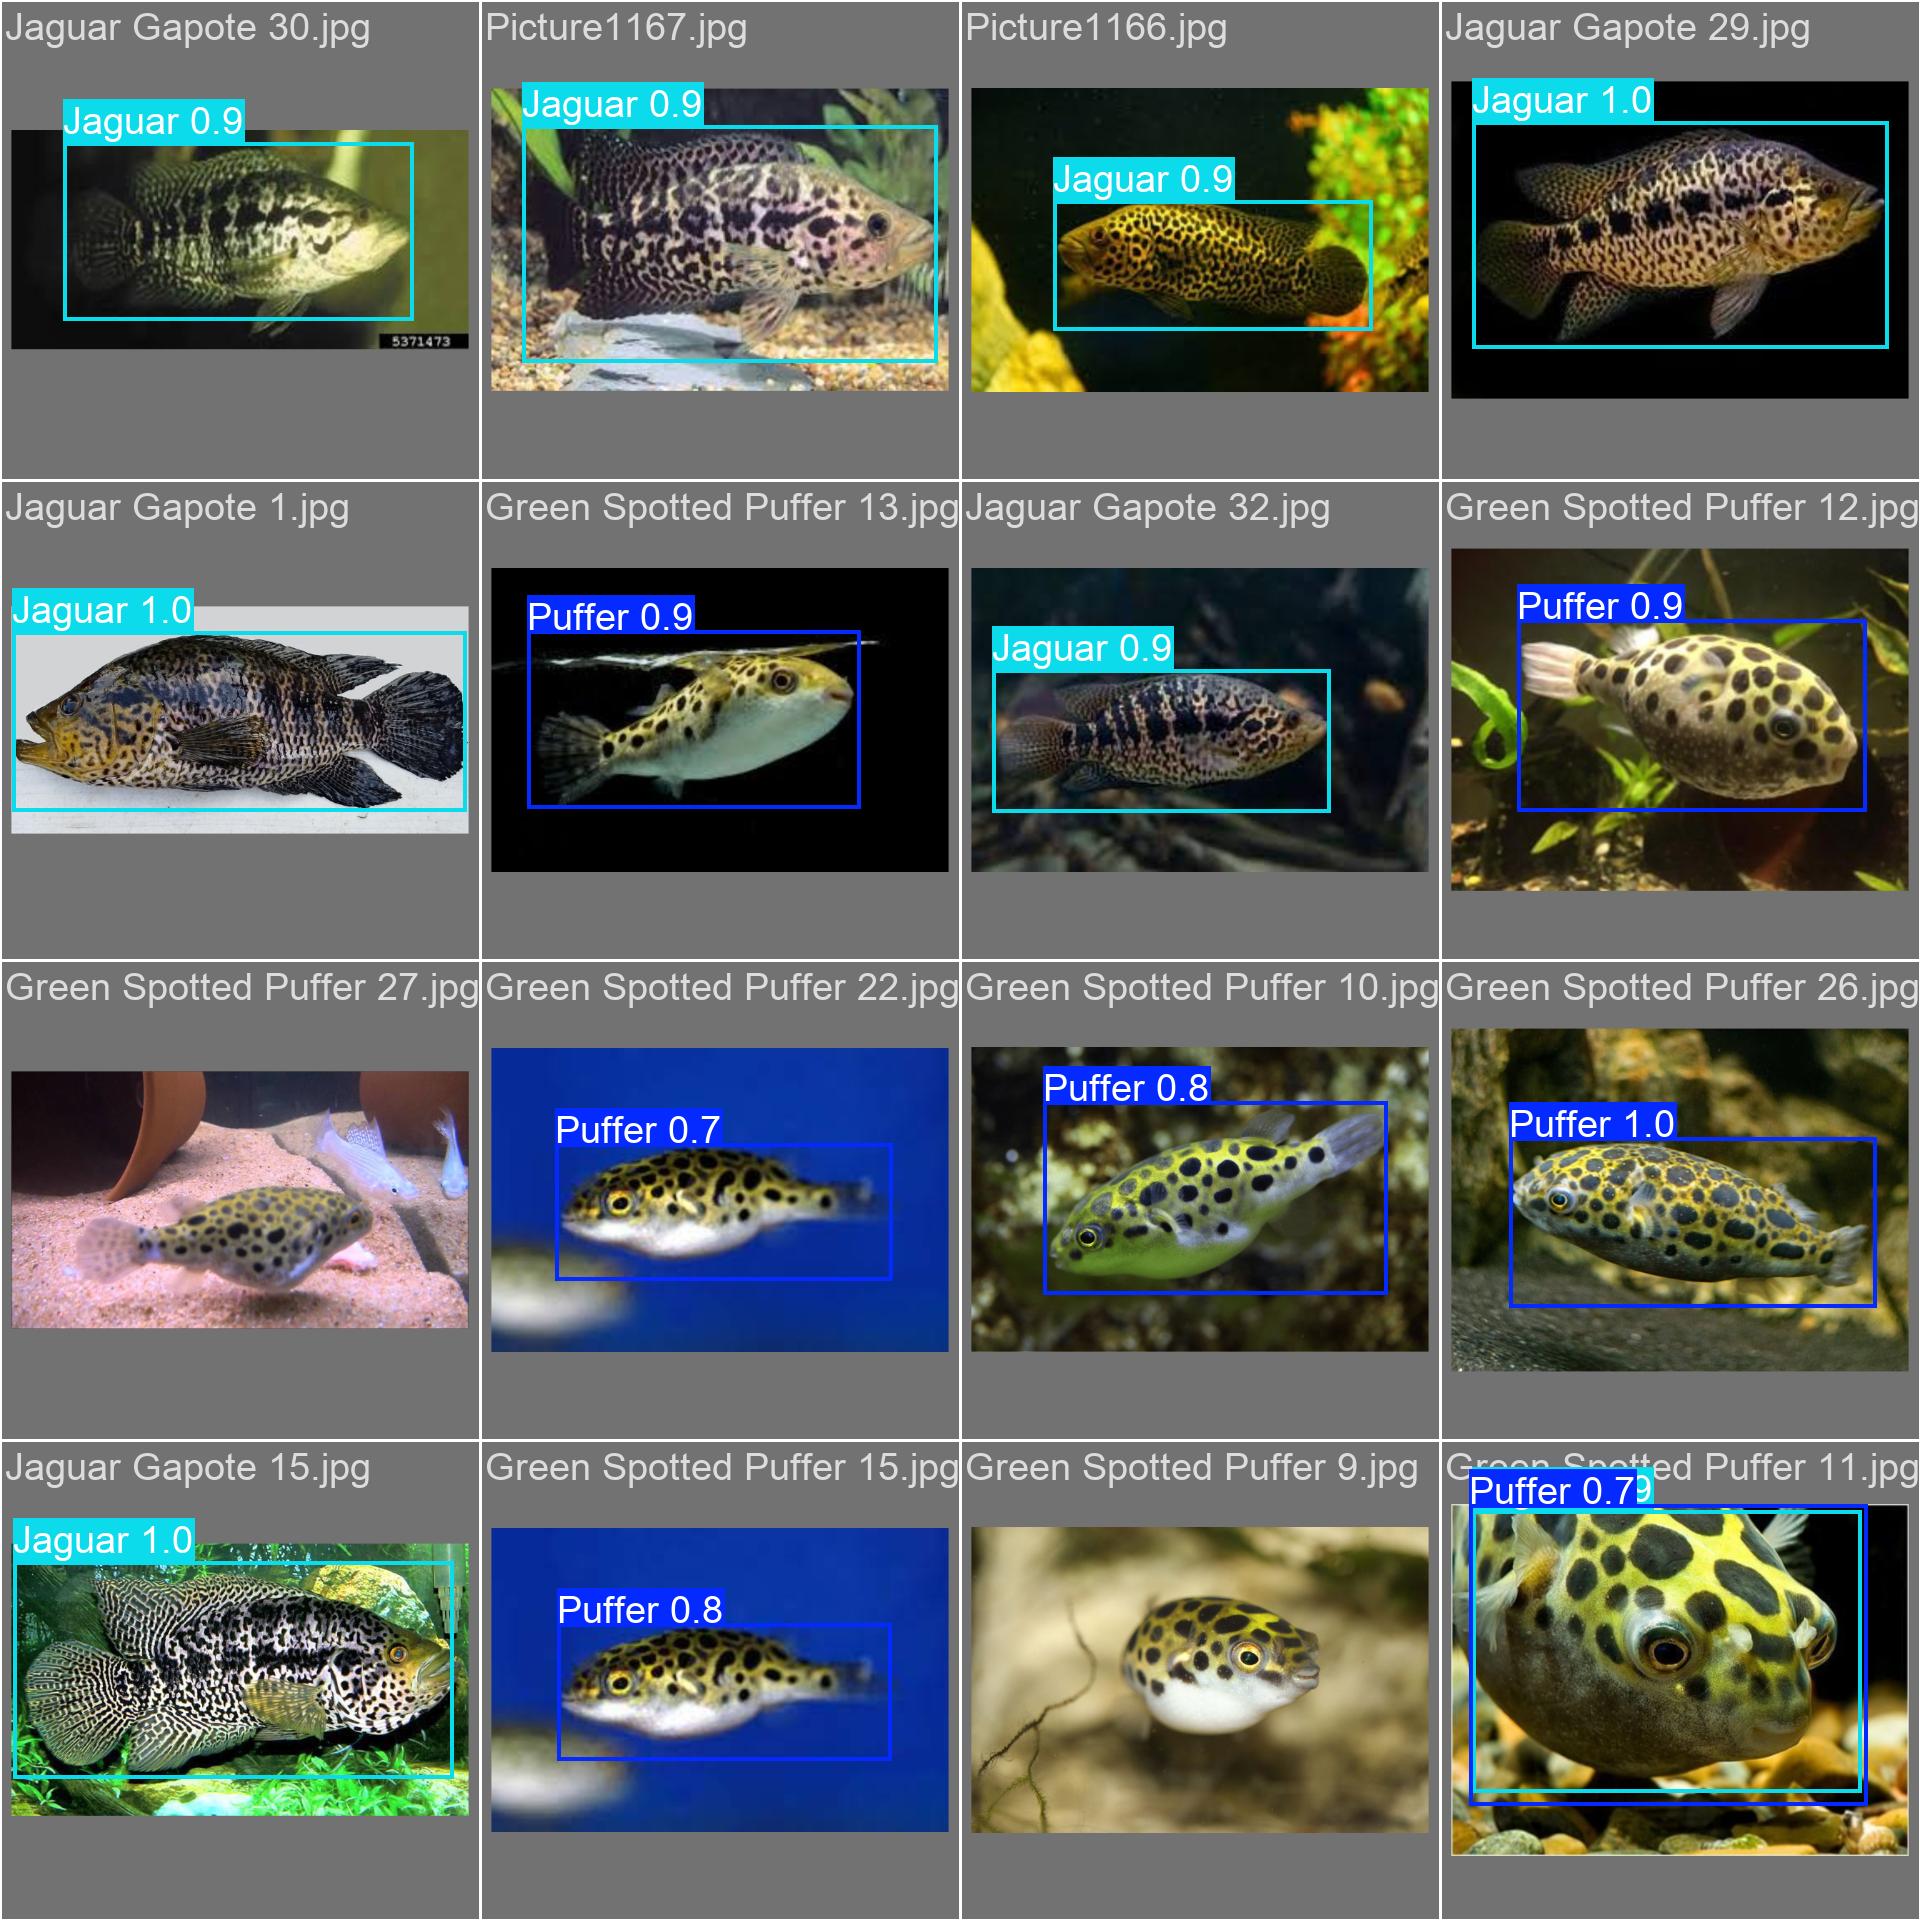 Jaguar Gapote 30.jpg
Picture1167.jpg
Picture1166.jpg
Jaguar Gapote 29.jpg
Jaguar 0.9
Jaguar 0.9
Jaguar 0.9
Jaguar 1.0
5371473
Jaguar Gapote 1.jpg
Green Spotted Puffer 13.jpg
Jaguar Gapote 32.jpg
Green Spotted Puffer 12.jpg
Jaguar 1.0
Puffer 0.9
Jaguar 0.9
Puffer 0.9
Green Spotted Puffer 27.jpg
Green Spotted Puffer 22.jpg
Green Spotted Puffer 10.jpg
Green Spotted Puffer 26.jpg
Puffer 0.7
Puffer 0.8
Puffer 1.0
Jaguar Gapote 15.jpg
Green Spotted Puffer 15.jpg
Green Spotted Puffer 9.jpg
Green Spotted Puffer 11.jpg
Jaguar 1.0
Puffer 0.8
Puffer 0.7